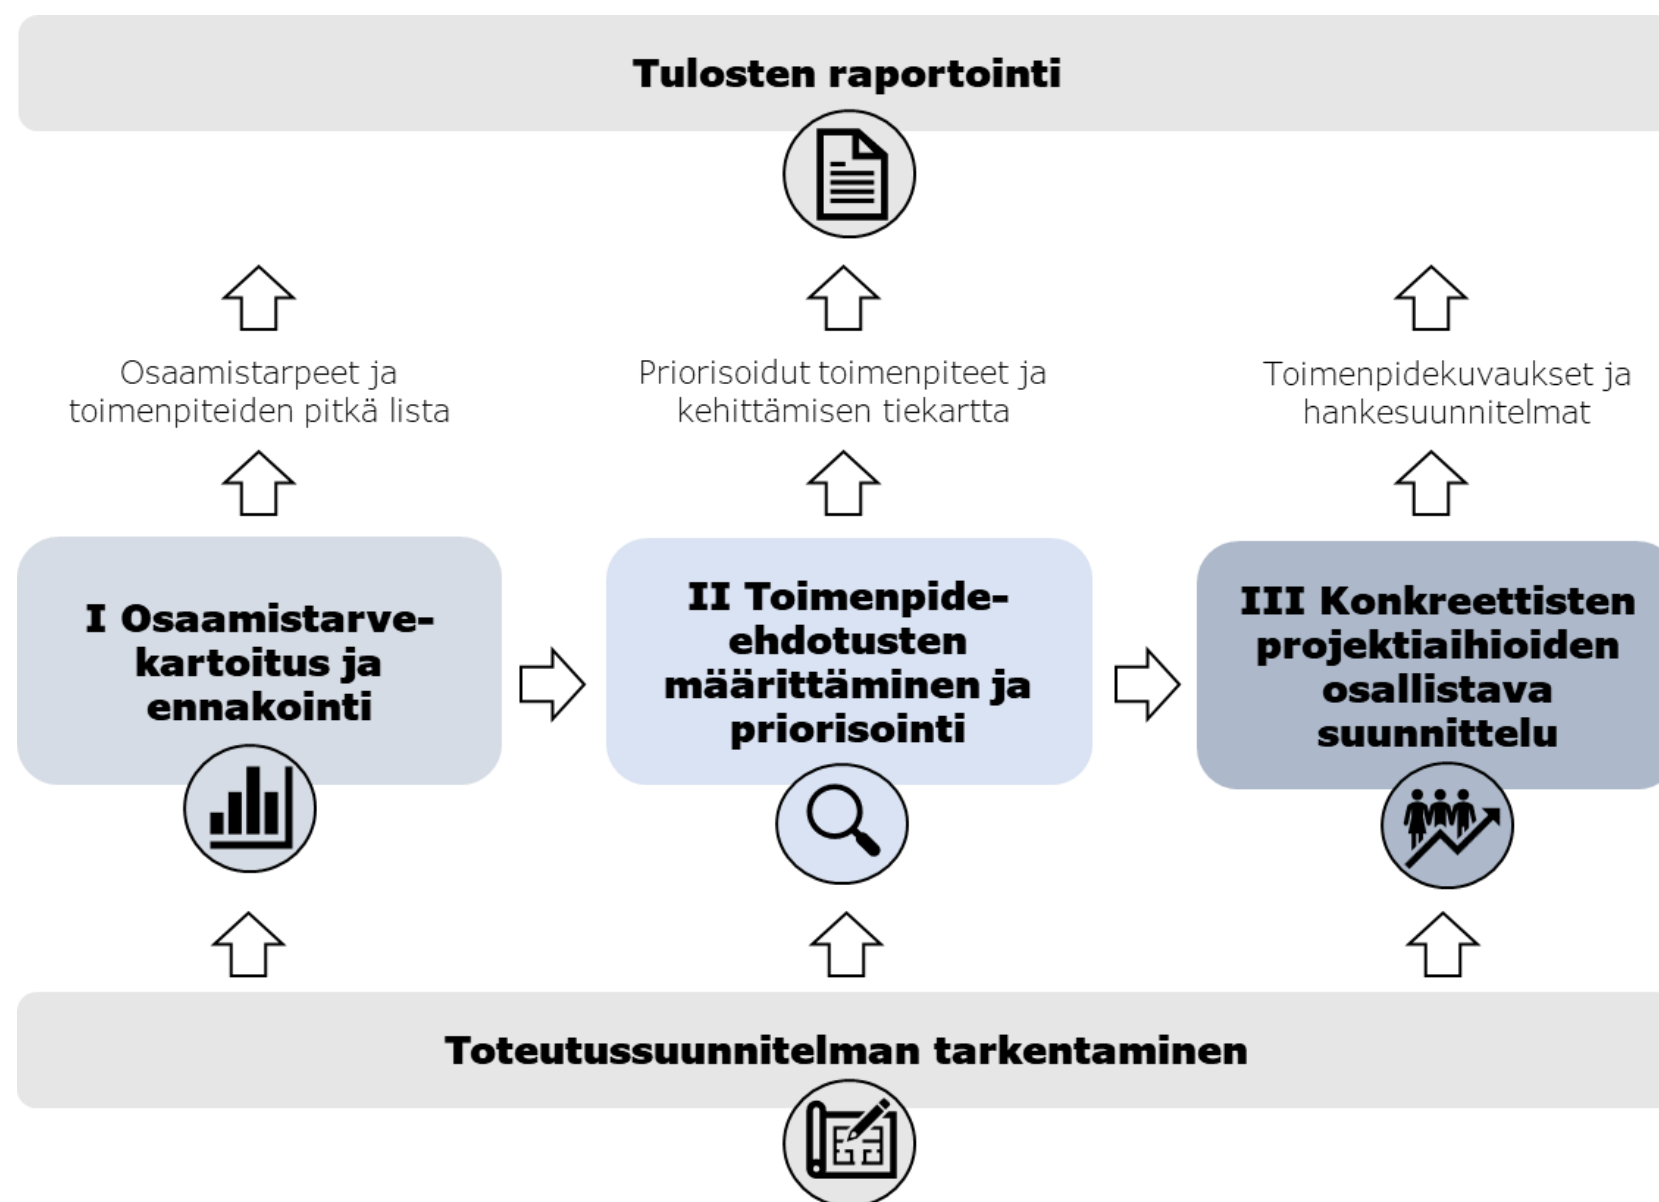 Tulosten raportointi
Osaamistarpeet ja
toimenpiteiden pitkä lista
Priorisoidut toimenpiteet ja
kehittämisen tiekartta
Toimenpidekuvaukset ja
hankesuunnitelmat
I Osaamistarve-
kartoitus ja
ennakointi
II Toimenpide-
ehdotusten
määrittäminen ja
priorisointi
III Konkreettisten
projektiaihioiden
osallistava
suunnittelu
Toteutussuunnitelman tarkentaminen